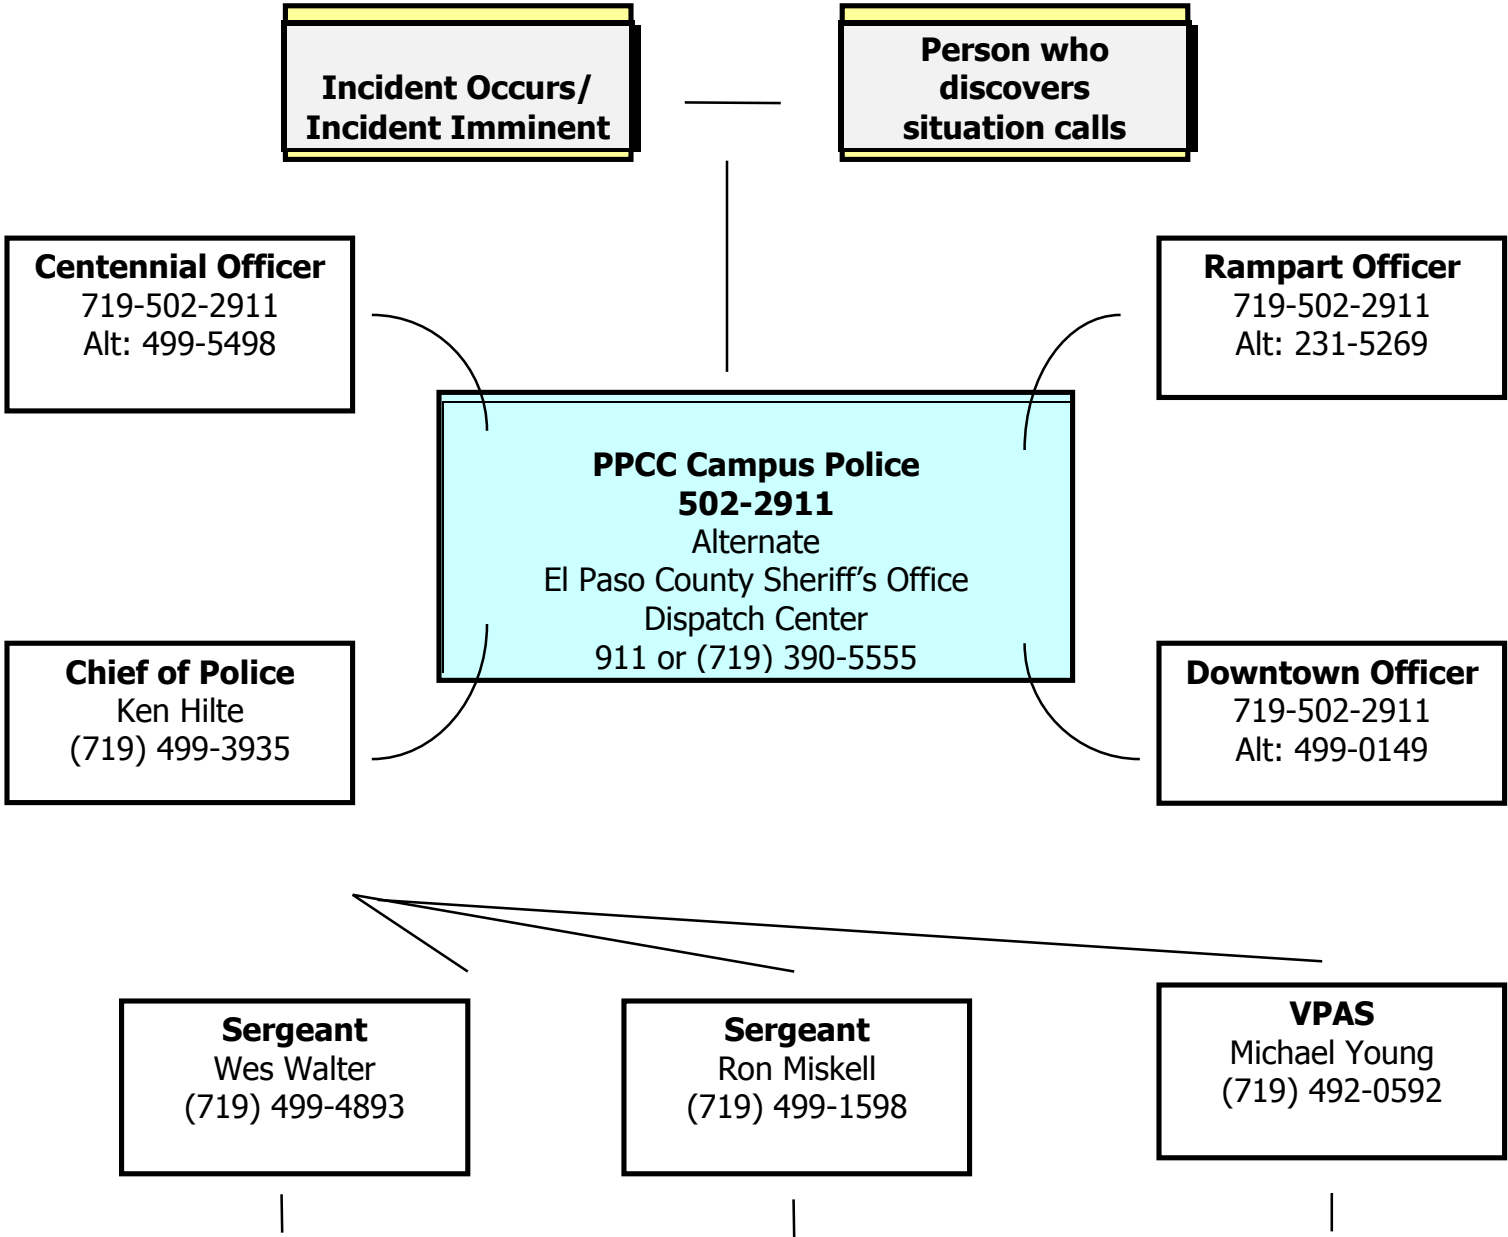 Incident Occurs/
Incident Imminent
Person who
discovers
situation calls
Centennial Officer
719-502-2911
Alt: 499-5498
Rampart Officer
719-502-2911
Alt: 231-5269
PPCC Campus Police
502-2911
Alternate
El Paso County Sheriff’s Office
Dispatch Center
911 or (719) 390-5555
Chief of Police
Ken Hilte
(719) 499-3935
Downtown Officer
719-502-2911
Alt: 499-0149
Sergeant
Wes Walter
(719) 499-4893
Sergeant
Ron Miskell
(719) 499-1598
VPAS
Michael Young
(719) 492-0592